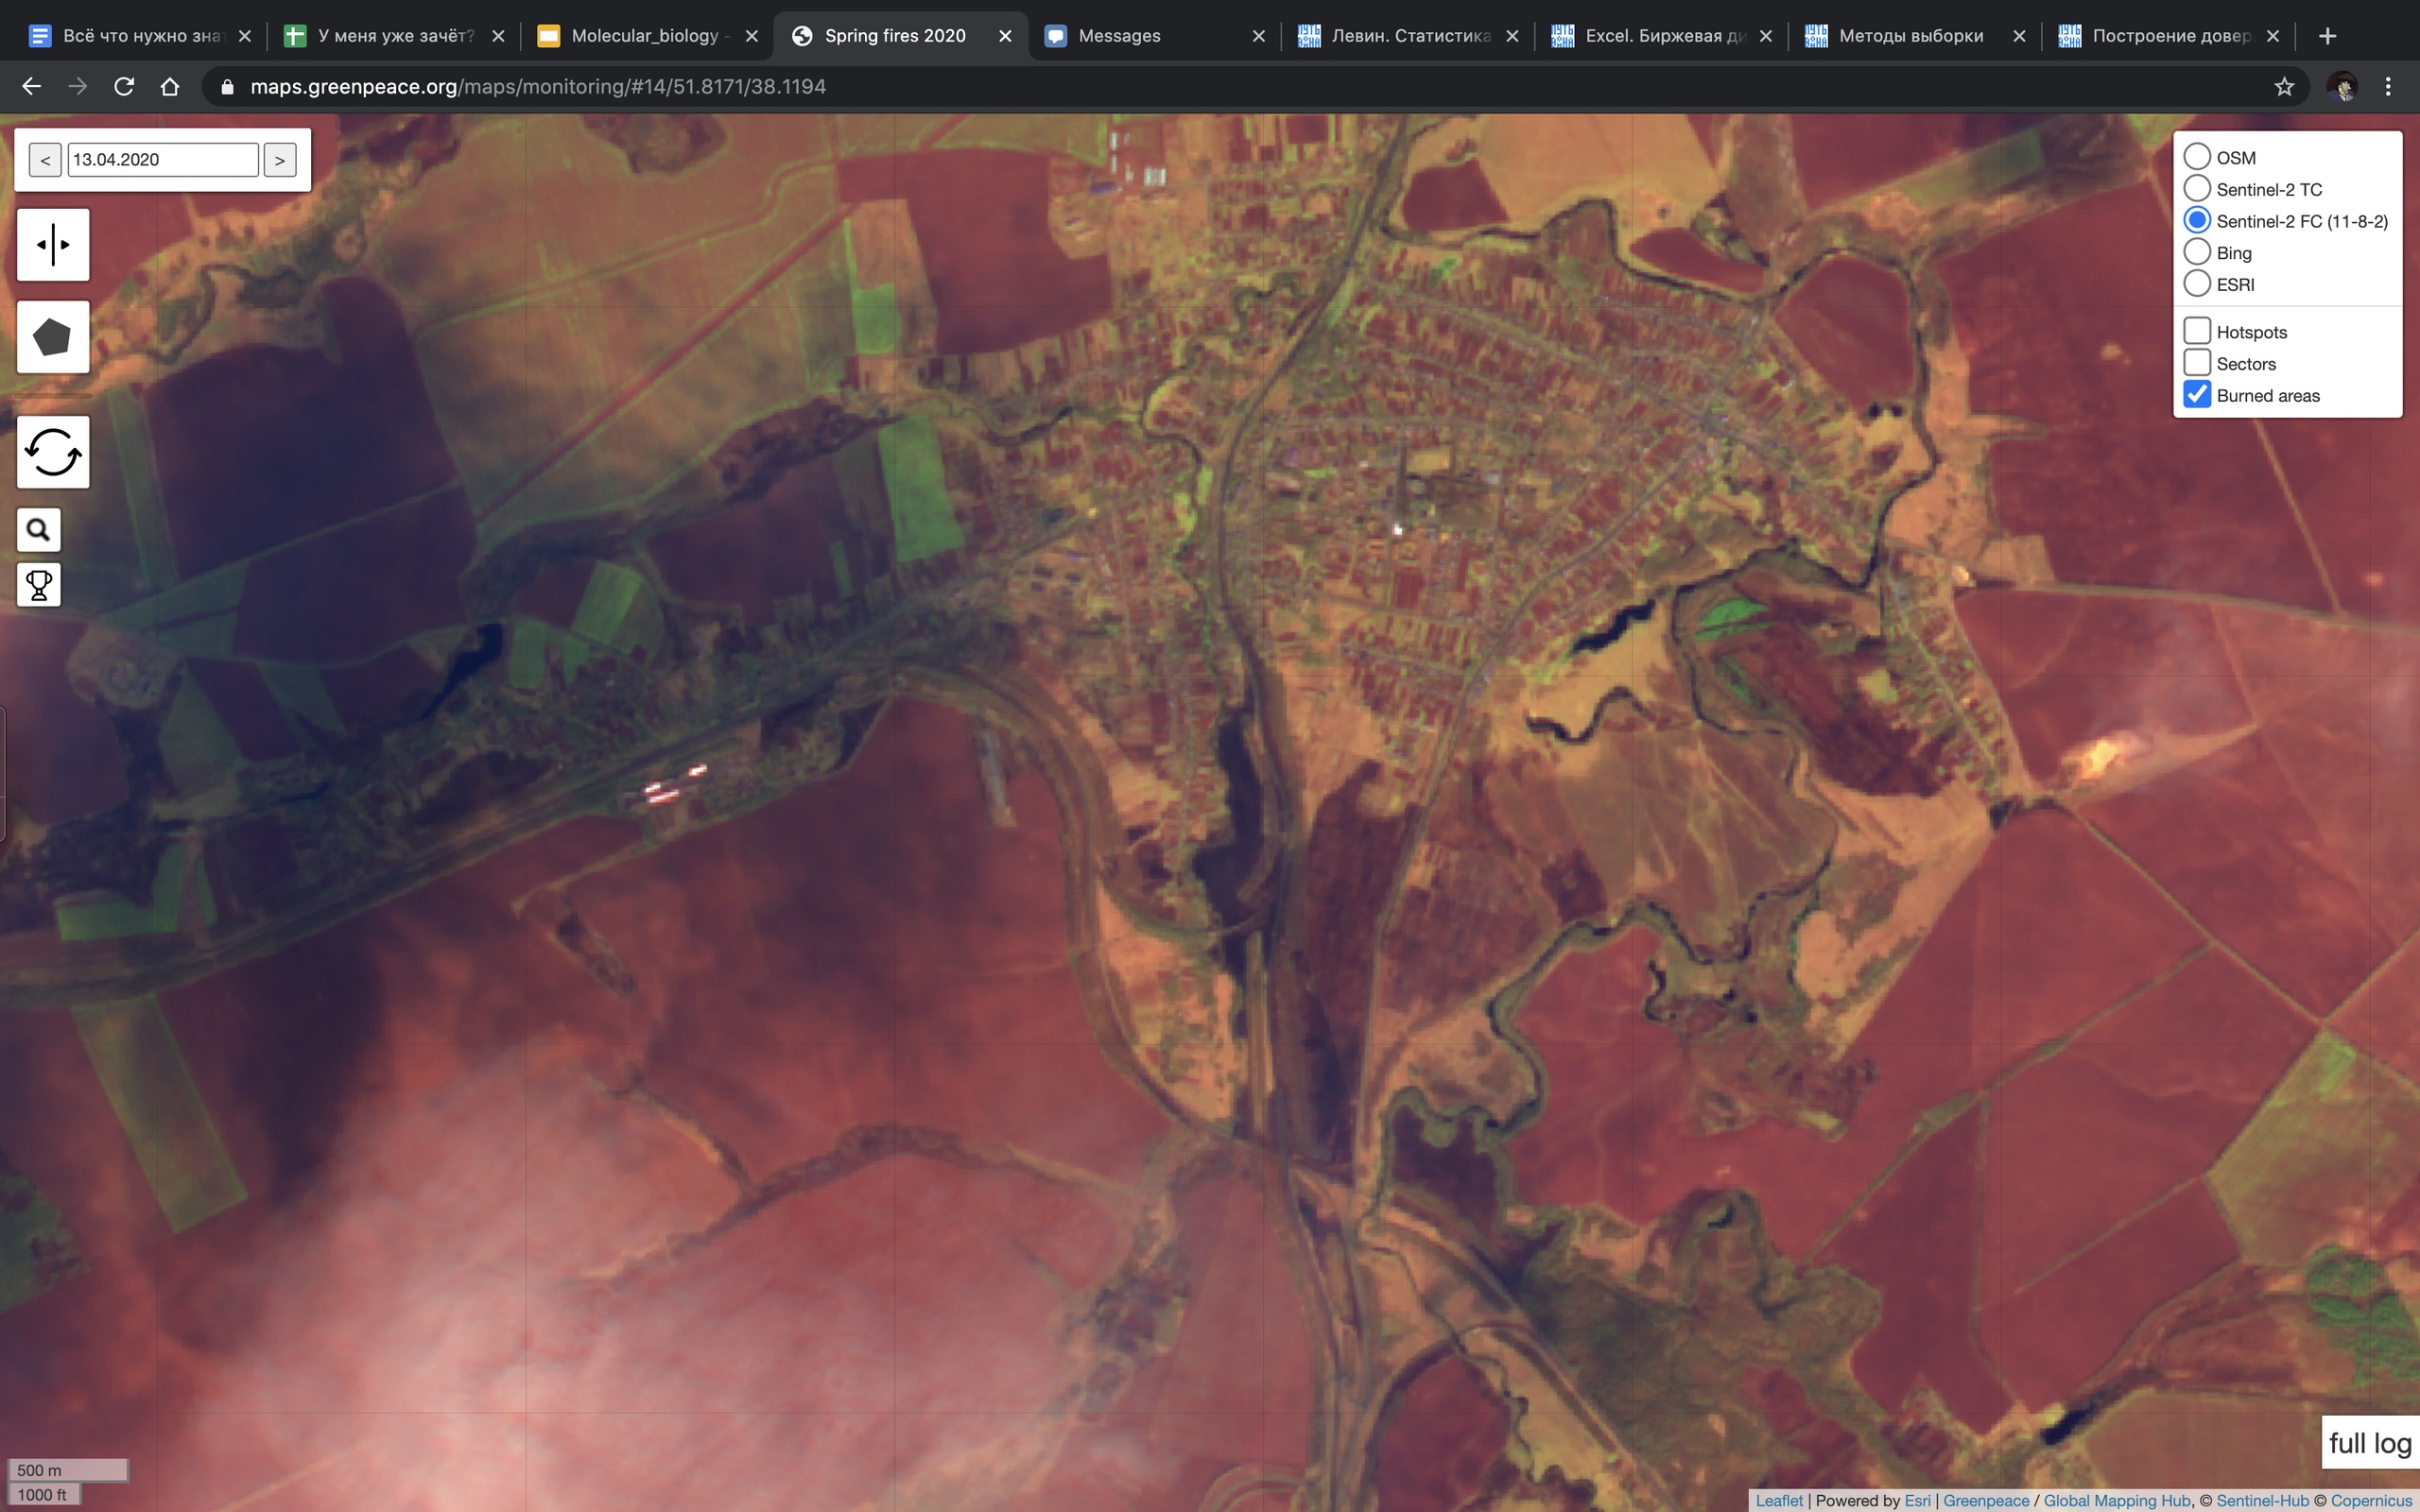 Всё что нужно зна
У меня уже зачёт?
Molecular_biology -
Spring fires 2020
Messages
Левин. Статистика
Excel. Биржевая ди
Методы выборки
Построение довер
maps.greenpeace.org/maps/monitoring/#14/51.8171/38.1194
< 13.04.2020 >
OSM
Sentinel-2 TC
Sentinel-2 FC (11-8-2)
Bing
ESRI
Hotspots
Sectors
Burned areas
full log
500 m
1000 ft
Leaflet | Powered by Esri | Greenpeace / Global Mapping Hub, © Sentinel-Hub © Copernicus